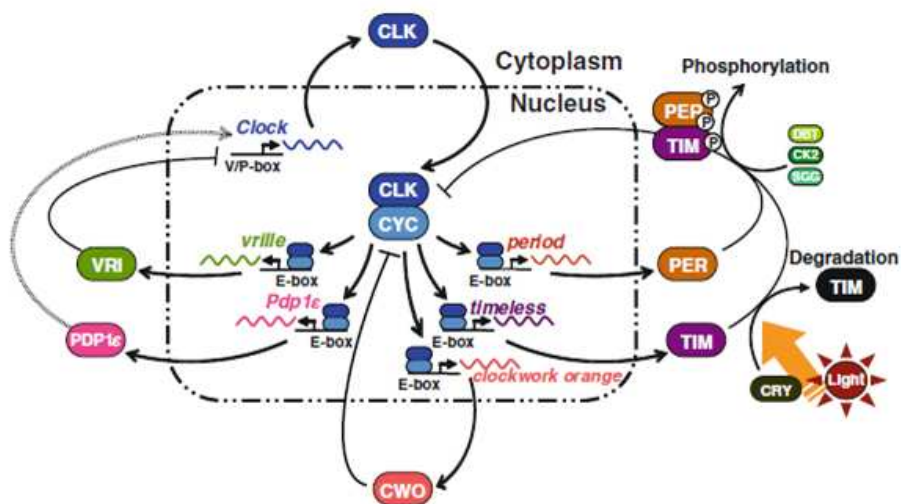 CLK
Cytoplasm
Nucleus
Phosphorylation
PER
P
P
TIM
P
DBT
CK2
SGG
Clock
V/P-box
CLK
CYC
vrille
E-box
period
E-box
VRI
PER
Degradation
TIM
Pdp1ε
E-box
timeless
E-box
PDP1ε
TIM
E-box
clockwork orange
CRY
Light
CWO